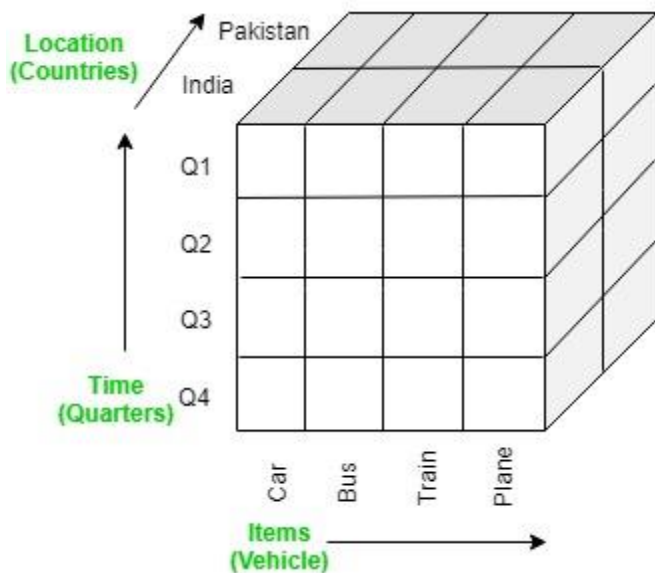 Location
(Countries)
Pakistan
India
Q1
Q2
Q3
Q4
Time
(Quarters)
Car
Bus
Train
Plane
Items
(Vehicle)